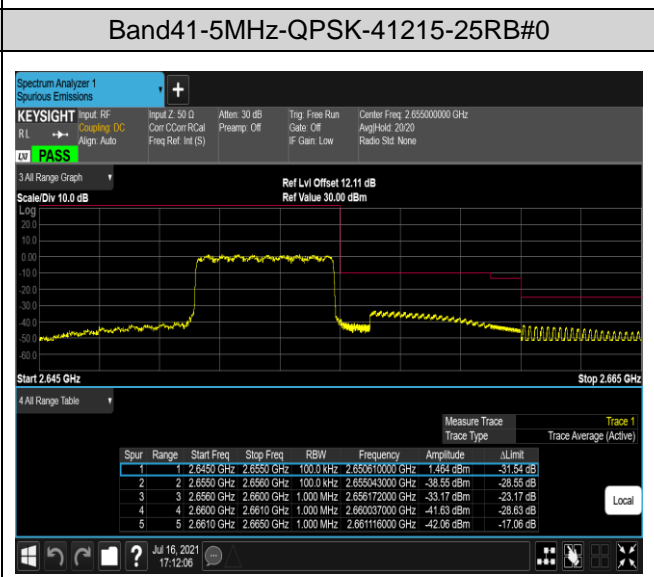 Band41-5MHz-QPSK-41215-25RB#0
Spectrum Analyzer 1
Spurious Emissions
+
KEYSIGHT Input: RF Input Z: 50 Ω Atten: 30 dB Trig: Free Run Center Freq: 2.655000000 GHz
RL Coupling: DC Corr CCorr RCal Preamp: Off Gate: Off Avg|Hold: 20/20
Align: Auto Freq Ref: Int (S) IF Gain: Low Radio Std: None
LXI PASS
3 All Range Graph
Ref Lvl Offset 12.11 dB
Scale/Div 10.0 dB Ref Value 30.00 dBm
Log
20.0
10.0
0.00
-10.0
-20.0
-30.0
-40.0
-50.0
-60.0
Start 2.645 GHz Stop 2.665 GHz
4 All Range Table
Measure Trace Trace 1
Trace Type Trace Average (Active)
Spur Range Start Freq Stop Freq RBW Frequency Amplitude ΔLimit
1 1 2.6450 GHz 2.6550 GHz 100.0 kHz 2.650610000 GHz 1.464 dBm -31.54 dB
2 2 2.6550 GHz 2.6560 GHz 100.0 kHz 2.655043000 GHz -38.55 dBm -28.55 dB
3 3 2.6560 GHz 2.6600 GHz 1.000 MHz 2.656172000 GHz -33.17 dBm -23.17 dB
4 4 2.6600 GHz 2.6610 GHz 1.000 MHz 2.660037000 GHz -41.63 dBm -28.63 dB
5 5 2.6610 GHz 2.6650 GHz 1.000 MHz 2.661116000 GHz -42.06 dBm -17.06 dB
Local
? Jul 16, 2021
17:12:06